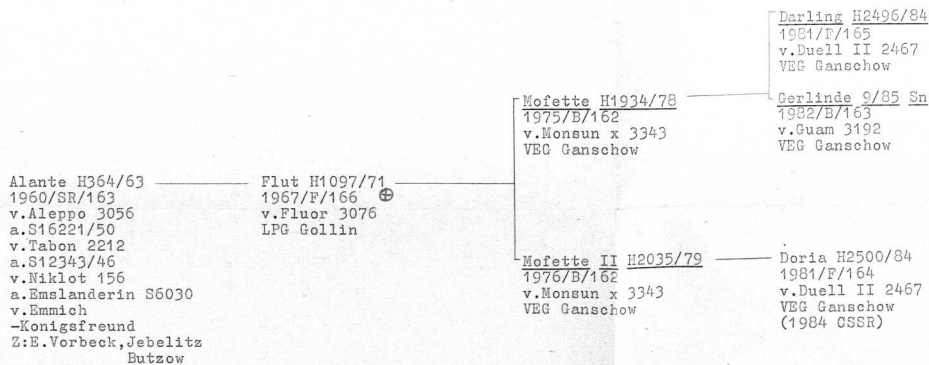 Alante H364/63
1960/SR/163
v.Aleppo 3056
a.S16221/50
v.Tabon 2212
a.S12343/46
v.Niklot 156
a.Emslanderin S6030
v.Emmich
-Konigsfreund
Z:E.Vorbeck,Jebelitz
Butzow
Flut H1097/71
1967/F/166
v.Fluor 3076
LPG Gollin
Mofette H1934/78
1975/B/162
v.Monsun x 3343
VEG Ganschow
Mofette II H2035/79
1976/B/162
v.Monsun x 3343
VEG Ganschow
Darling H2496/84
1981/F/165
v.Duell II 2467
VEG Ganschow
Gerlinde 9/85 Sn
1982/B/163
v.Guam 3192
VEG Ganschow
Doria H2500/84
1981/F/164
v.Duell II 2467
VEG Ganschow
(1984 CSSR)